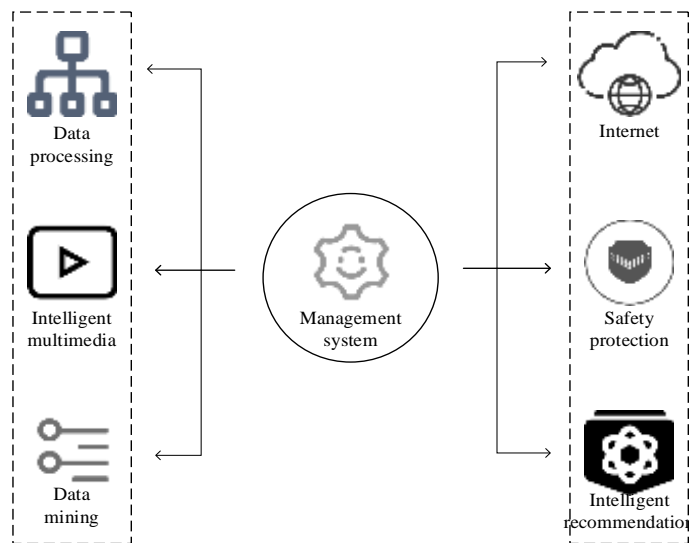 Data
processing
Intelligent
multimedia
Data
mining
Management
system
Internet
Safety
protection
Intelligent
recommendation